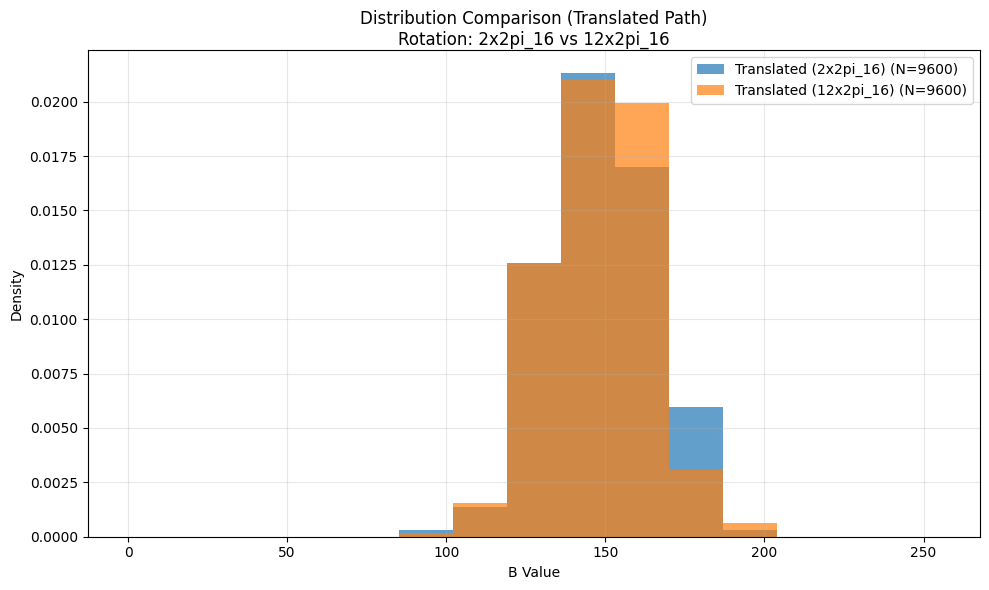 Distribution Comparison (Translated Path)
Rotation: 2x2pi_16 vs 12x2pi_16
Translated (2x2pi_16) (N=9600)
Translated (12x2pi_16) (N=9600)
Density
0.0200
0.0175
0.0150
0.0125
0.0100
0.0075
0.0050
0.0025
0.0000
0 50 100 150 200 250
B Value